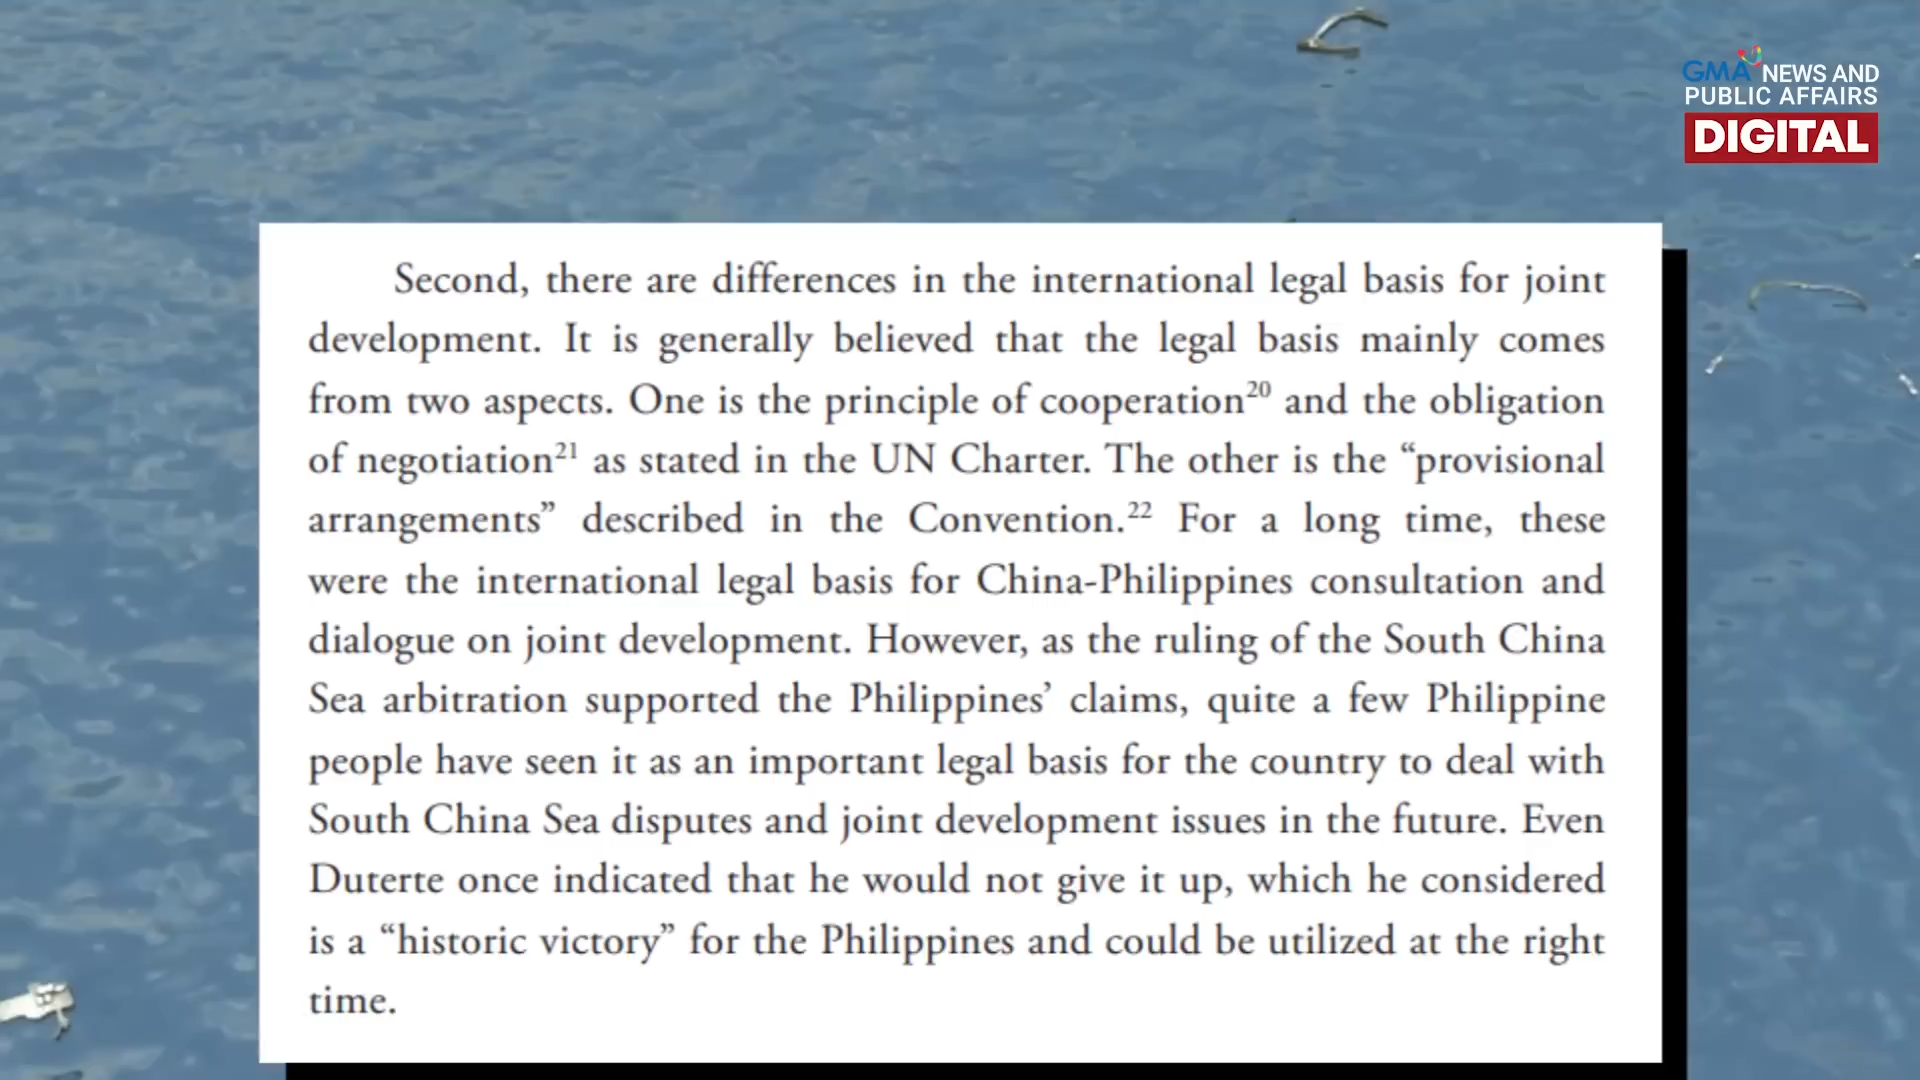 GMA NEWS AND
PUBLIC AFFAIRS
DIGITAL
Second, there are differences in the international legal basis for joint
development. It is generally believed that the legal basis mainly comes
from two aspects. One is the principle of cooperation20 and the obligation
of negotiation21 as stated in the UN Charter. The other is the “provisional
arrangements” described in the Convention.22 For a long time, these
were the international legal basis for China-Philippines consultation and
dialogue on joint development. However, as the ruling of the South China
Sea arbitration supported the Philippines’ claims, quite a few Philippine
people have seen it as an important legal basis for the country to deal with
South China Sea disputes and joint development issues in the future. Even
Duterte once indicated that he would not give it up, which he considered
is a “historic victory” for the Philippines and could be utilized at the right
time.